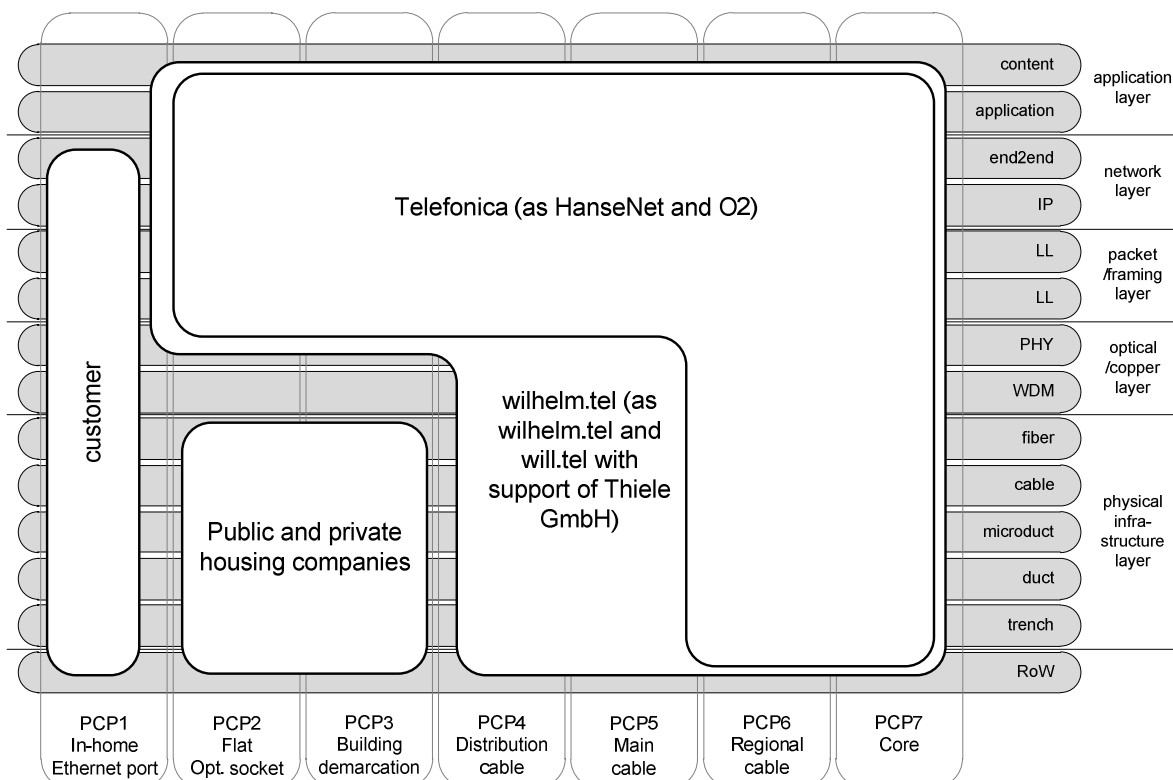 content
application
application
layer
end2end
IP
network
layer
LL
LL
packet
/framing
layer
PHY
WDM
optical
/copper
layer
fiber
cable
microduct
duct
trench
physical
infra-
structure
layer
RoW
Telefonica (as HanseNet and O2)
customer
wilhelm.tel (as
wilhelm.tel and
will.tel with
support of Thiele
GmbH)
Public and private
housing companies
PCP1
In-home
Ethernet port
PCP2
Flat
Opt. socket
PCP3
Building
demarcation
PCP4
Distribution
cable
PCP5
Main
cable
PCP6
Regional
cable
PCP7
Core